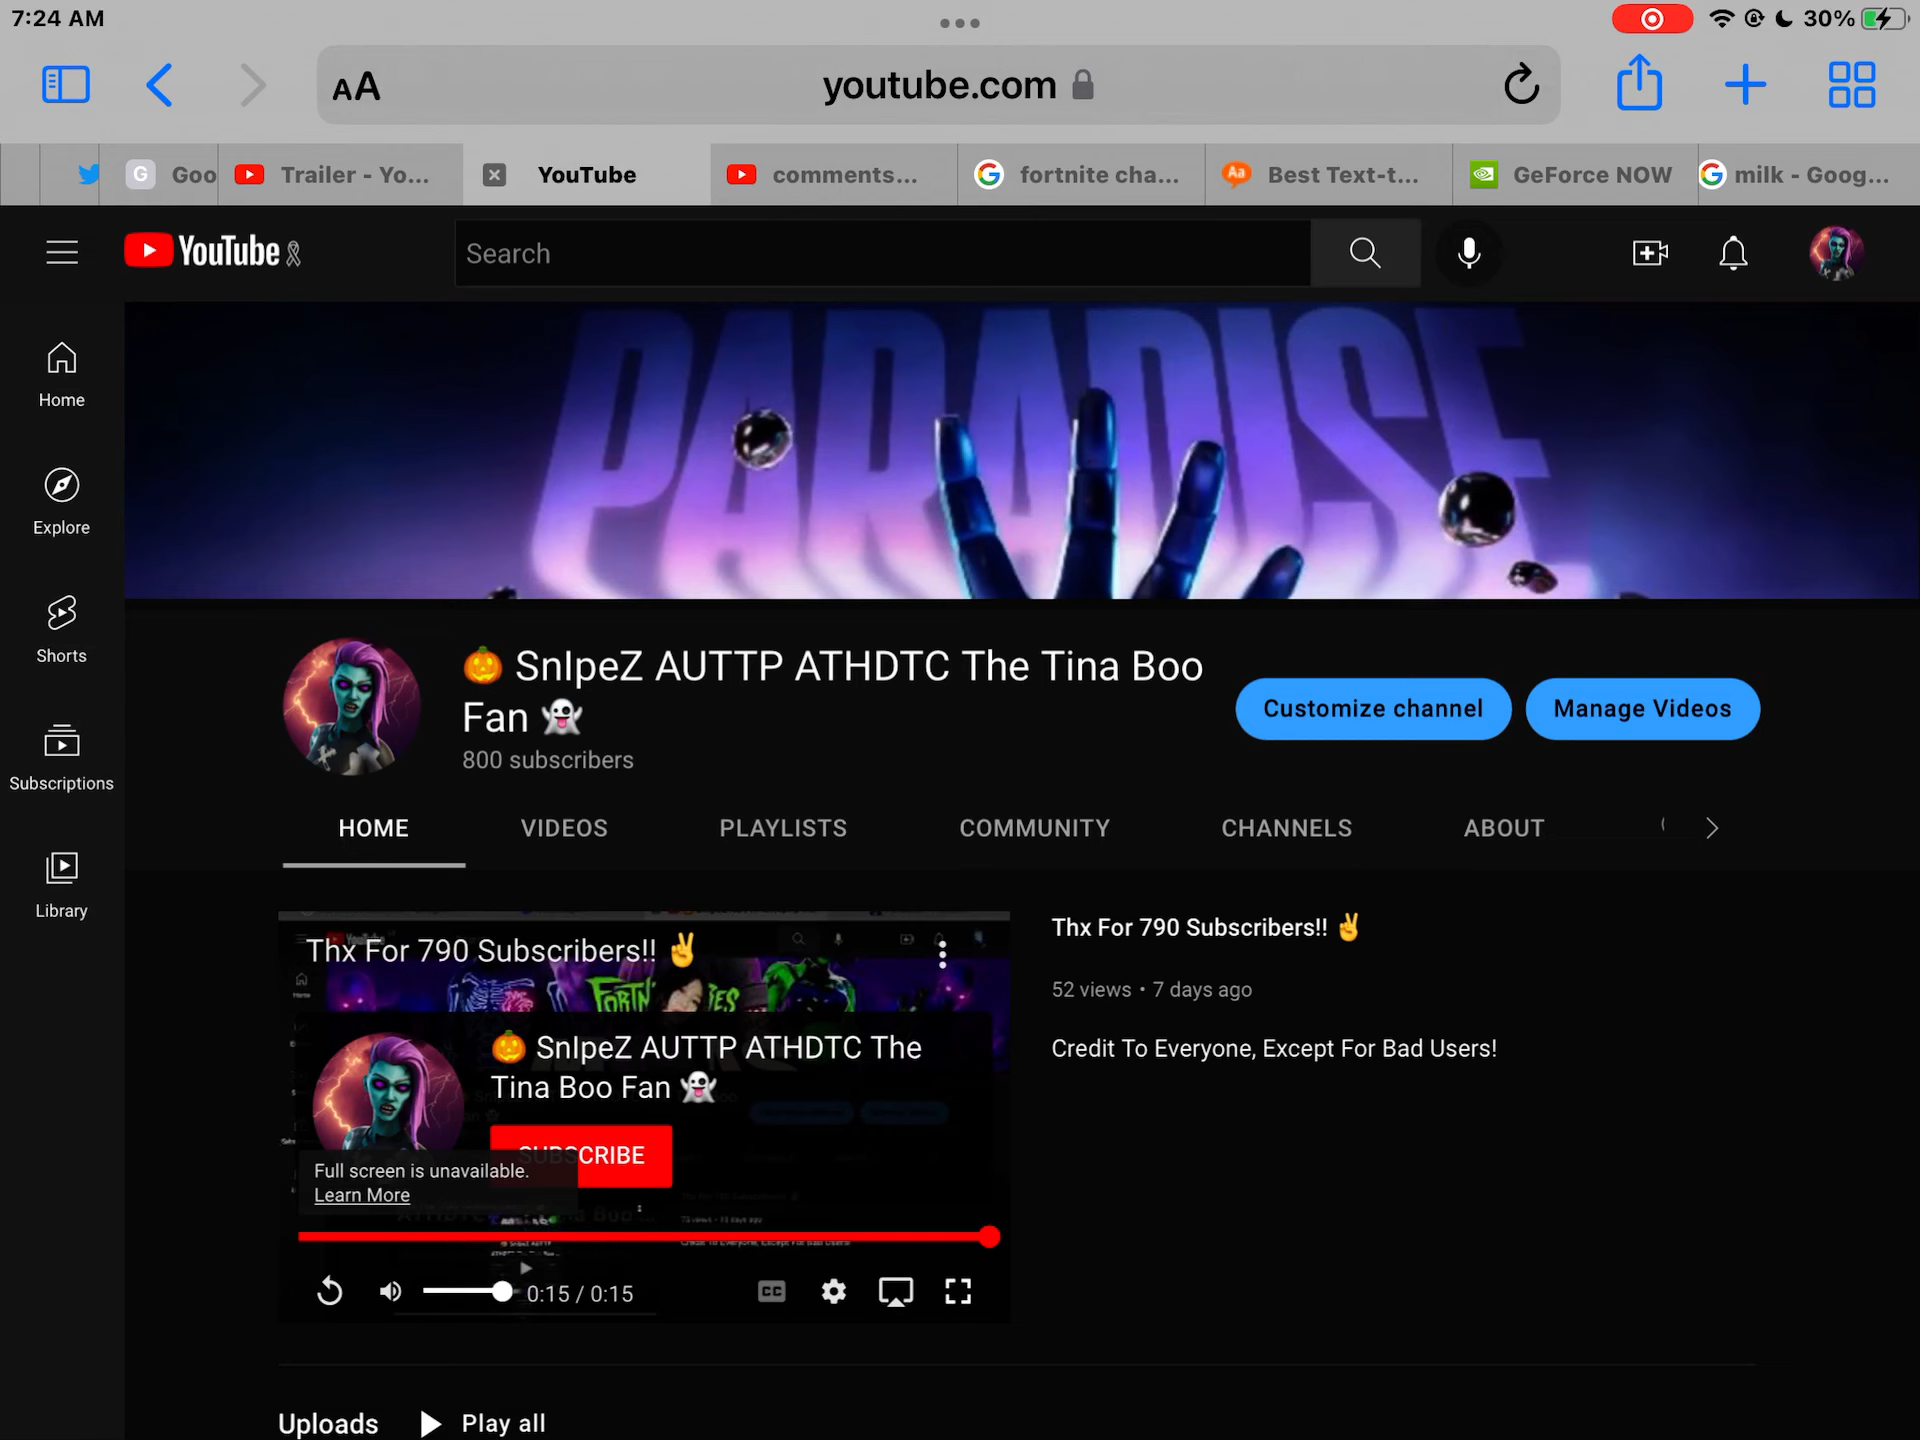 7:24 AM
30%
AA
youtube.com
G
Goo
Trailer - Yo...
YouTube
comments...
fortnite cha...
Aa
Best Text-t...
GeForce NOW
milk - Goog...
YouTube
Search
Home
Explore
Shorts
Subscriptions
Library
PARADISE
🎃 SnIpeZ AUTTP ATHDTC The Tina Boo
Fan 👻
800 subscribers
Customize channel
Manage Videos
HOME
VIDEOS
PLAYLISTS
COMMUNITY
CHANNELS
ABOUT
Thx For 790 Subscribers!! ✌
🎃 SnIpeZ AUTTP ATHDTC The
Tina Boo Fan 👻
SUBSCRIBE
Full screen is unavailable.
Learn More
0:15 / 0:15
CC
Thx For 790 Subscribers!! ✌
52 views • 7 days ago
Credit To Everyone, Except For Bad Users!
Uploads
Play all